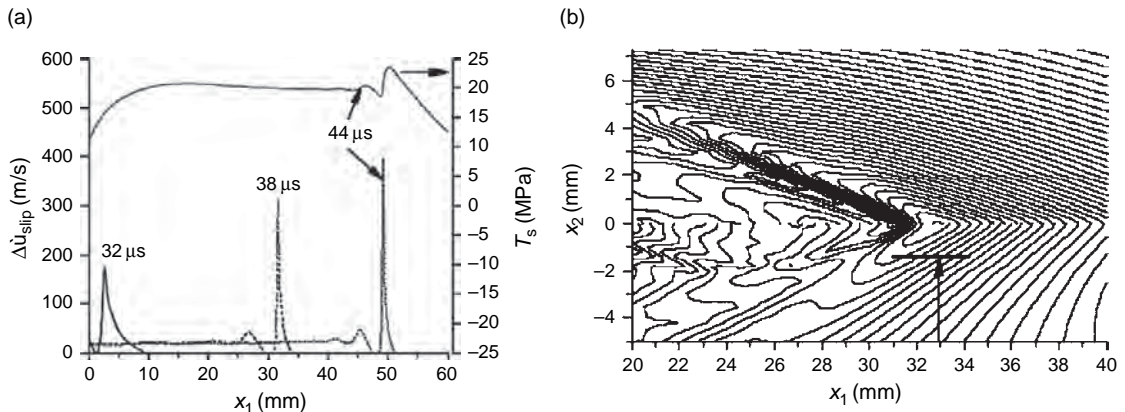 (a)
600
500
400
300
200
100
0
Δu̇slip (m/s)
0 10 20 30 40 50 60
x1 (mm)
25
20
15
10
5
0
−5
−10
−15
−20
−25
Ts (MPa)
44 μs
38 μs
32 μs
(b)
6
4
2
0
−2
−4
x2 (mm)
20 22 24 26 28 30 32 34 36 38 40
x1 (mm)